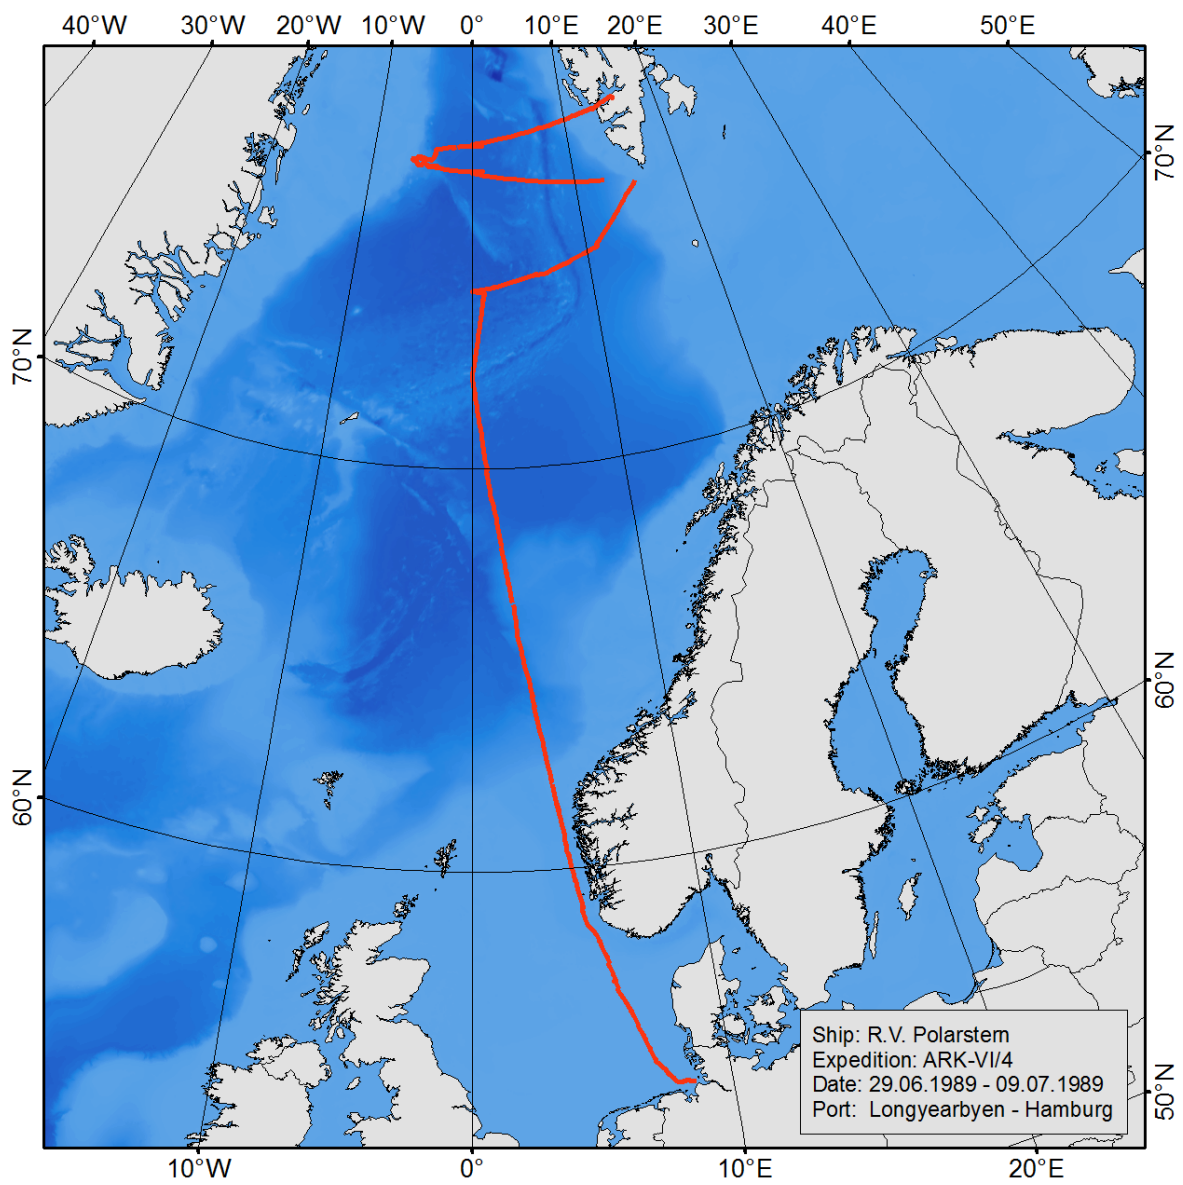 40°W 30°W 20°W 10°W 0° 10°E 20°E 30°E 40°E 50°E
70°N
70°N
60°N
60°N
50°N
Ship: R.V. Polarstern
Expedition: ARK-VI/4
Date: 29.06.1989 - 09.07.1989
Port: Longyearbyen - Hamburg
10°W 0° 10°E 20°E